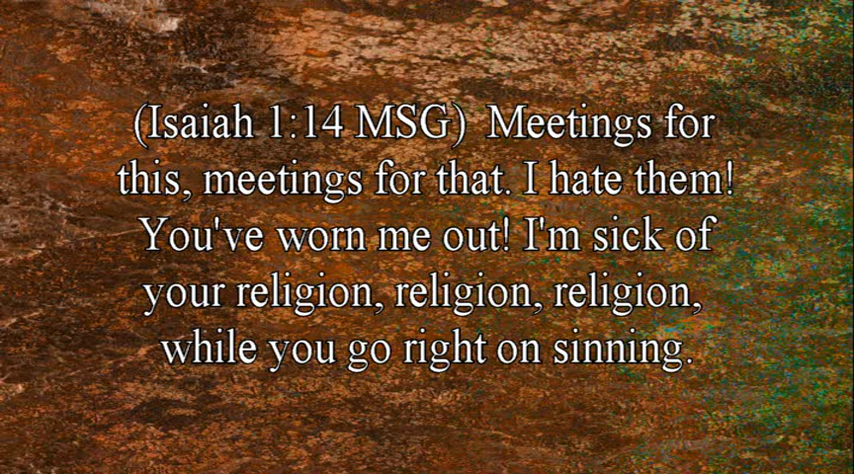 (Isaiah 1:14 MSG)  Meetings for
this, meetings for that. I hate them!
You've worn me out! I'm sick of
your religion, religion, religion,
while you go right on sinning.